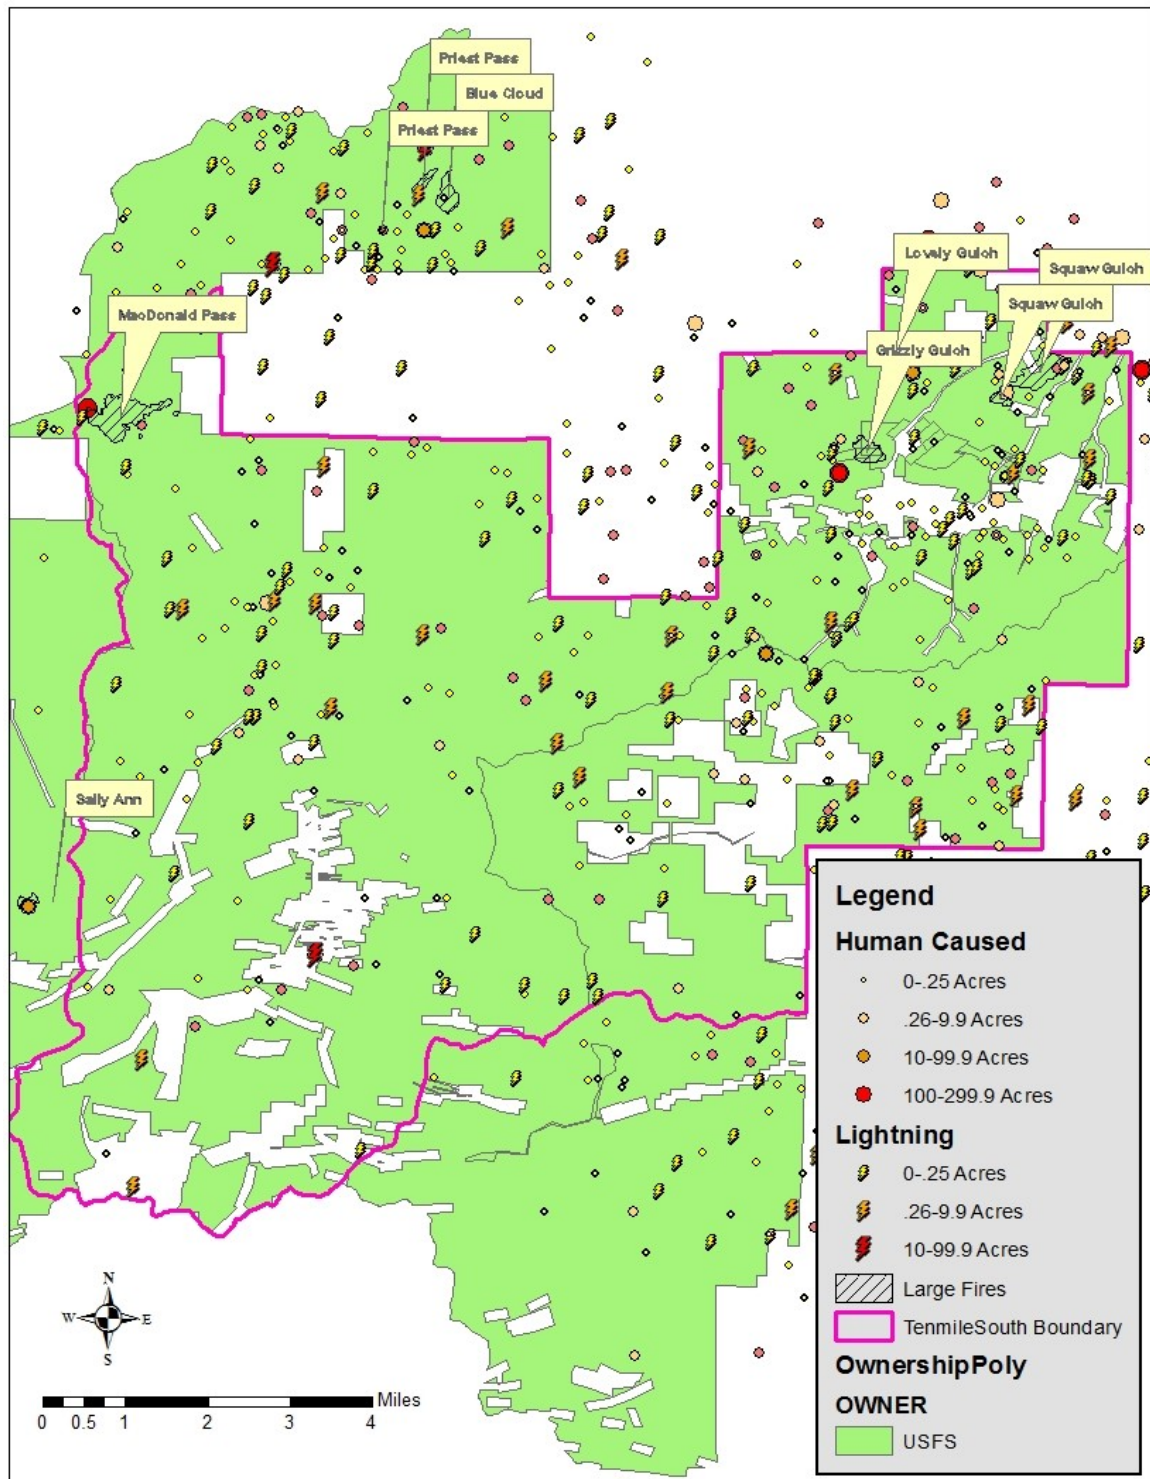 Priest Pass
Blue Cloud
Priest Pass
Lovely Gulch
Squaw Gulch
Squaw Gulch
MacDonald Pass
Grizzly Gulch
Sally Ann
Legend
Human Caused
0-.25 Acres
.26-9.9 Acres
10-99.9 Acres
100-299.9 Acres
Lightning
0-.25 Acres
.26-9.9 Acres
10-99.9 Acres
Large Fires
TenmileSouth Boundary
OwnershipPoly
OWNER
USFS
N
W E
S
Miles
0 0.5 1 2 3 4